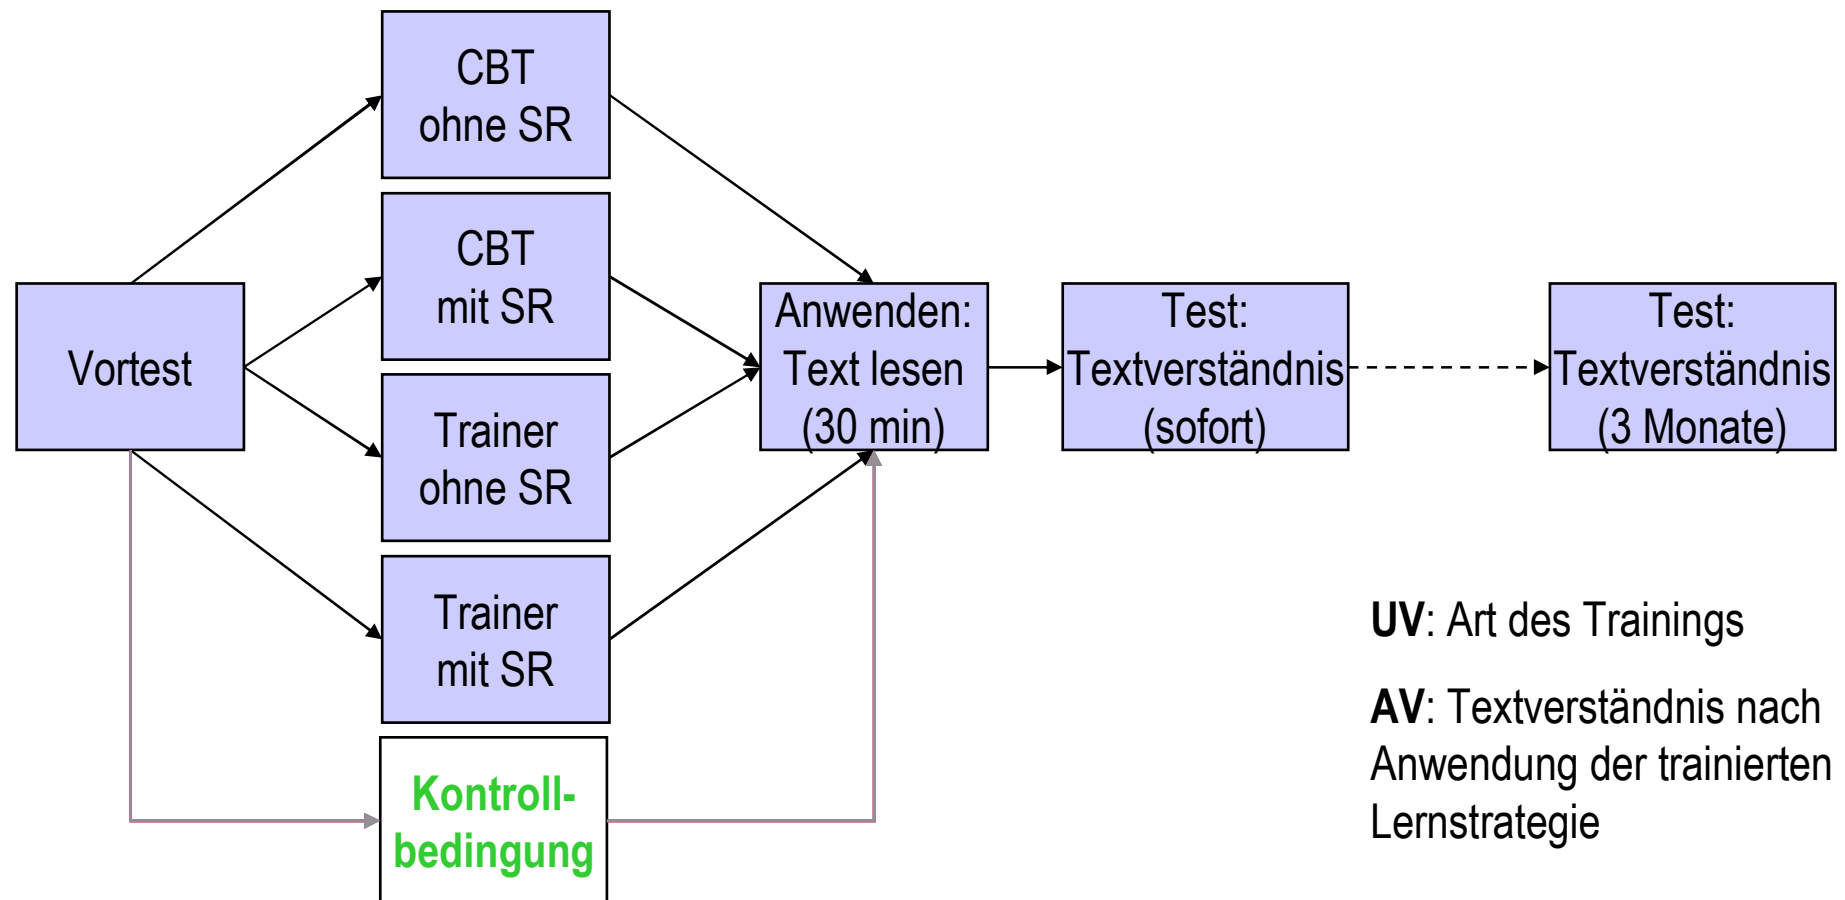 Vortest
CBT
ohne SR
CBT
mit SR
Trainer
ohne SR
Trainer
mit SR
Kontroll-
bedingung
Anwenden:
Text lesen
(30 min)
Test:
Textverständnis
(sofort)
Test:
Textverständnis
(3 Monate)
UV: Art des Trainings
AV: Textverständnis nach
Anwendung der trainierten
Lernstrategie